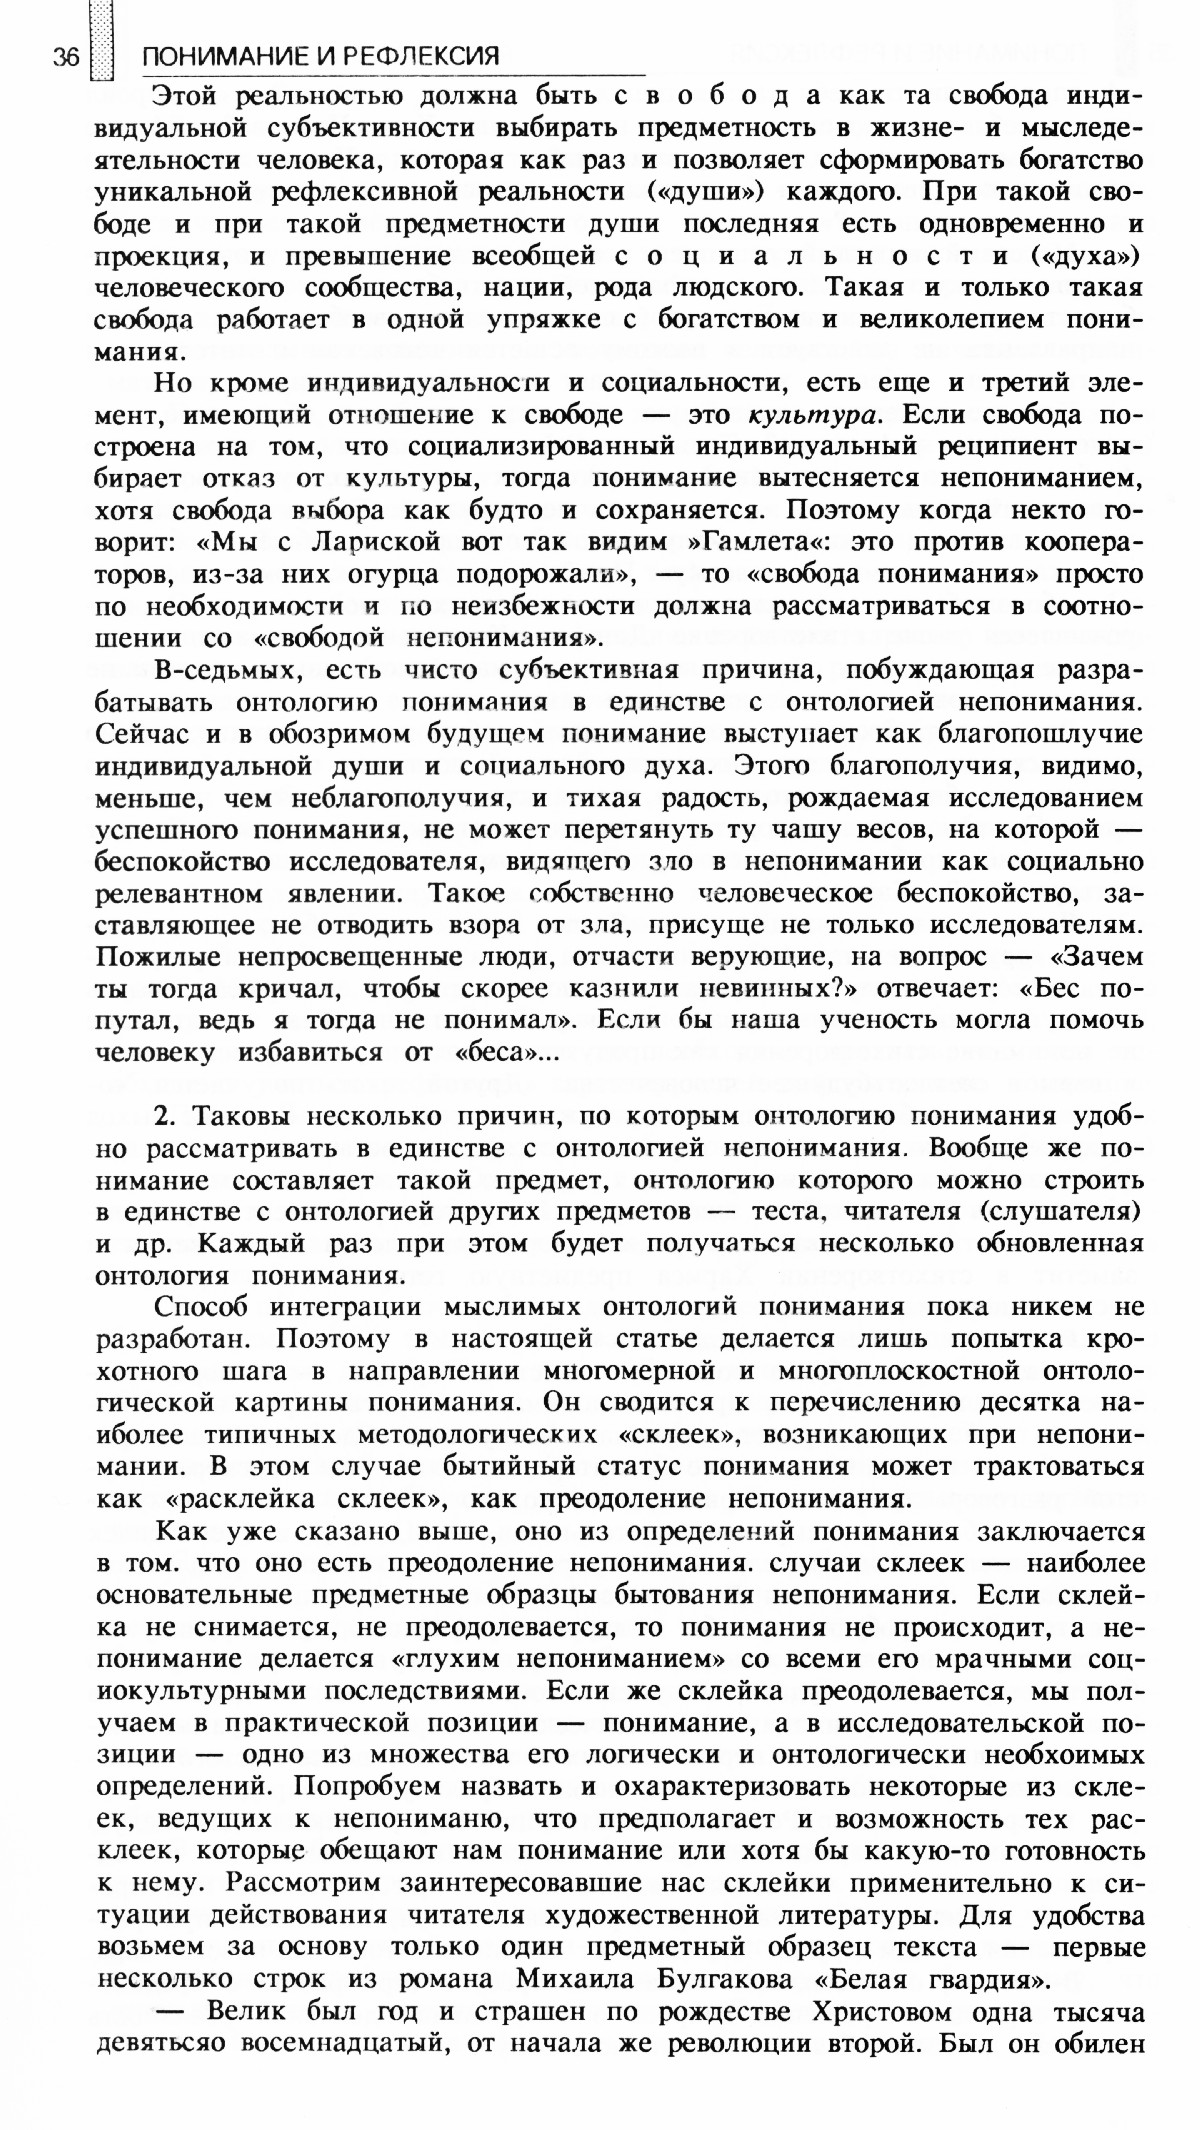 36 ПОНИМАНИЕ И РЕФЛЕКСИЯ
Этой реальностью должна быть с в о б о д а как та свобода инди-
видуальной субъективности выбирать предметность в жизне- и мыследе-
ятельности человека, которая как раз и позволяет сформировать богатство
уникальной рефлексивной реальности («души») каждого. При такой сво-
боде и при такой предметности души последняя есть одновременно и
проекция, и превышение всеобщей с о ц и а л ь н о с т и («духа»)
человеческого сообщества, нации, рода людского. Такая и только такая
свобода работает в одной упряжке с богатством и великолепием пони-
мания.
Но кроме индивидуальности и социальности, есть еще и третий эле-
мент, имеющий отношение к свободе — это культура. Если свобода по-
строена на том, что социализированный индивидуальный реципиент вы-
бирает отказ от культуры, тогда понимание вытесняется непониманием,
хотя свобода выбора как будто и сохраняется. Поэтому когда некто го-
ворит: «Мы с Лариской вот так видим »Гамлета«: это против коопера-
торов, из-за них огурца подорожали», — то «свобода понимания» просто
по необходимости и по неизбежности должна рассматриваться в соотно-
шении со «свободой непонимания».
В-седьмых, есть чисто субъективная причина, побуждающая разра-
батывать онтологию понимания в единстве с онтологией непонимания.
Сейчас и в обозримом будущем понимание выступает как благопошлучие
индивидуальной души и социального духа. Этого благополучия, видимо,
меньше, чем неблагополучия, и тихая радость, рождаемая исследованием
успешного понимания, не может перетянуть ту чашу весов, на которой —
беспокойство исследователя, видящего зло в непонимании как социально
релевантном явлении. Такое собственно человеческое беспокойство, за-
ставляющее не отводить взора от зла, присуще не только исследователям.
Пожилые непросвещенные люди, отчасти верующие, на вопрос — «Зачем
ты тогда кричал, чтобы скорее казнили невинных?» отвечает: «Бес по-
путал, ведь я тогда не понимал». Если бы наша ученость могла помочь
человеку избавиться от «беса»...
2. Таковы несколько причин, по которым онтологию понимания удоб-
но рассматривать в единстве с онтологией непонимания. Вообще же по-
нимание составляет такой предмет, онтологию которого можно строить
в единстве с онтологией других предметов — теста, читателя (слушателя)
и др. Каждый раз при этом будет получаться несколько обновленная
онтология понимания.
Способ интеграции мыслимых онтологий понимания пока никем не
разработан. Поэтому в настоящей статье делается лишь попытка кро-
хотного шага в направлении многомерной и многоплоскостной онтоло-
гической картины понимания. Он сводится к перечислению десятка на-
иболее типичных методологических «склеек», возникающих при непони-
мании. В этом случае бытийный статус понимания может трактоваться
как «расклейка склеек», как преодоление непонимания.
Как уже сказано выше, оно из определений понимания заключается
в том. что оно есть преодоление непонимания. случаи склеек — наиболее
основательные предметные образцы бытования непонимания. Если склей-
ка не снимается, не преодолевается, то понимания не происходит, а не-
понимание делается «глухим непониманием» со всеми его мрачными соц-
иокультурными последствиями. Если же склейка преодолевается, мы пол-
учаем в практической позиции — понимание, а в исследовательской по-
зиции — одно из множества его логически и онтологически необхоимых
определений. Попробуем назвать и охарактеризовать некоторые из скле-
ек, ведущих к непониманю, что предполагает и возможность тех рас-
клеек, которые обещают нам понимание или хотя бы какую-то готовность
к нему. Рассмотрим заинтересовавшие нас склейки применительно к си-
туации действования читателя художественной литературы. Для удобства
возьмем за основу только один предметный образец текста — первые
несколько строк из романа Михаила Булгакова «Белая гвардия».
— Велик был год и страшен по рождестве Христовом одна тысяча
девятьсяо восемнадцатый, от начала же революции второй. Был он обилен